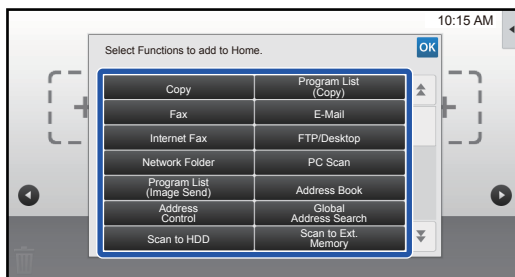 10:15 AM
Select Functions to add to Home.
OK
Copy
Program List
(Copy)
Fax
E-Mail
Internet Fax
FTP/Desktop
Network Folder
PC Scan
Program List
(Image Send)
Address Book
Address
Control
Global
Address Search
Scan to HDD
Scan to Ext.
Memory